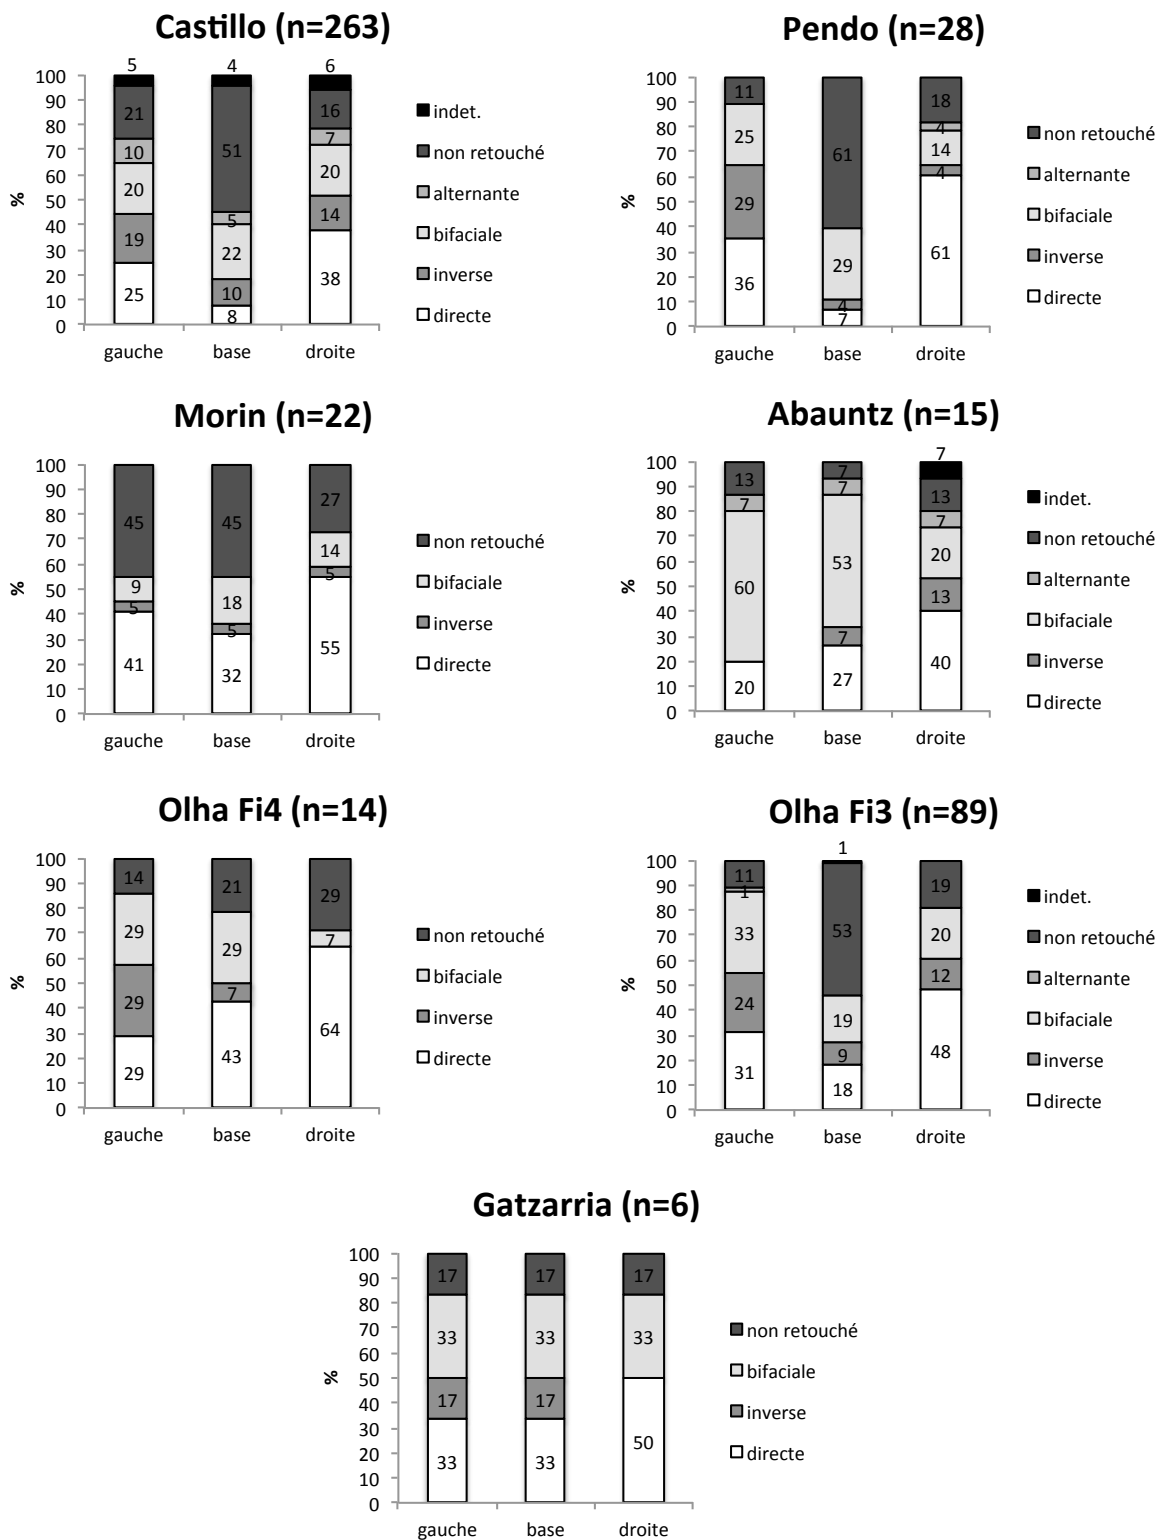 Castillo (n=263)
5 4 6
100
90
80
70
60
50
40
30
20
10
0
%
21 51 16
10 5 7
20 22 20
19 10 14
25 8 38
gauche base droite
indet.
non retouché
alternante
bifaciale
inverse
directe
Pendo (n=28)
100
90
80
70
60
50
40
30
20
10
0
%
11 61 18
4
25 29 14
29 4 4
36 7 61
gauche base droite
non retouché
alternante
bifaciale
inverse
directe
Morin (n=22)
100
90
80
70
60
50
40
30
20
10
0
%
45 45 27
9 18 14
5 5 5
41 32 55
gauche base droite
non retouché
bifaciale
inverse
directe
Abauntz (n=15)
7
100
90
80
70
60
50
40
30
20
10
0
%
13 7 13
7 7 7
60 53 20
7 13
20 27 40
gauche base droite
indet.
non retouché
alternante
bifaciale
inverse
directe
Olha Fi4 (n=14)
100
90
80
70
60
50
40
30
20
10
0
%
14 21 29
29 29 7
29 7
29 43 64
gauche base droite
non retouché
bifaciale
inverse
directe
Olha Fi3 (n=89)
1
100
90
80
70
60
50
40
30
20
10
0
%
11 53 19
1
33 19 20
24 9 12
31 18 48
gauche base droite
indet.
non retouché
alternante
bifaciale
inverse
directe
Gatzarria (n=6)
100
90
80
70
60
50
40
30
20
10
0
%
17 17 17
33 33 33
17 17
33 33 50
gauche base droite
non retouché
bifaciale
inverse
directe